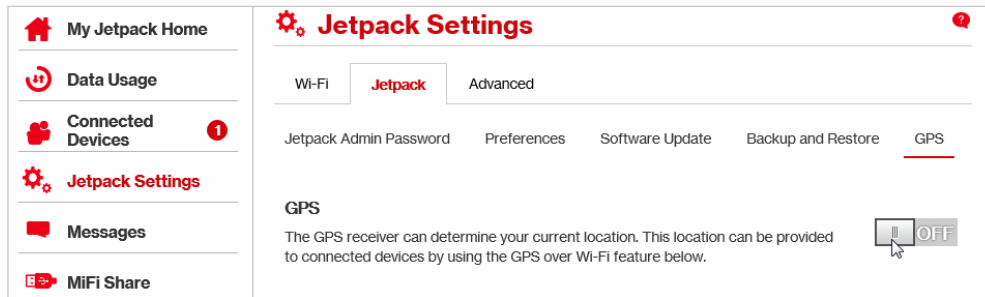 My Jetpack Home
Data Usage
Connected
Devices
1
Jetpack Settings
Messages
MiFi Share
Jetpack Settings
?
Wi-Fi Jetpack Advanced
Jetpack Admin Password Preferences Software Update Backup and Restore GPS
GPS
The GPS receiver can determine your current location. This location can be provided
to connected devices by using the GPS over Wi-Fi feature below.
OFF